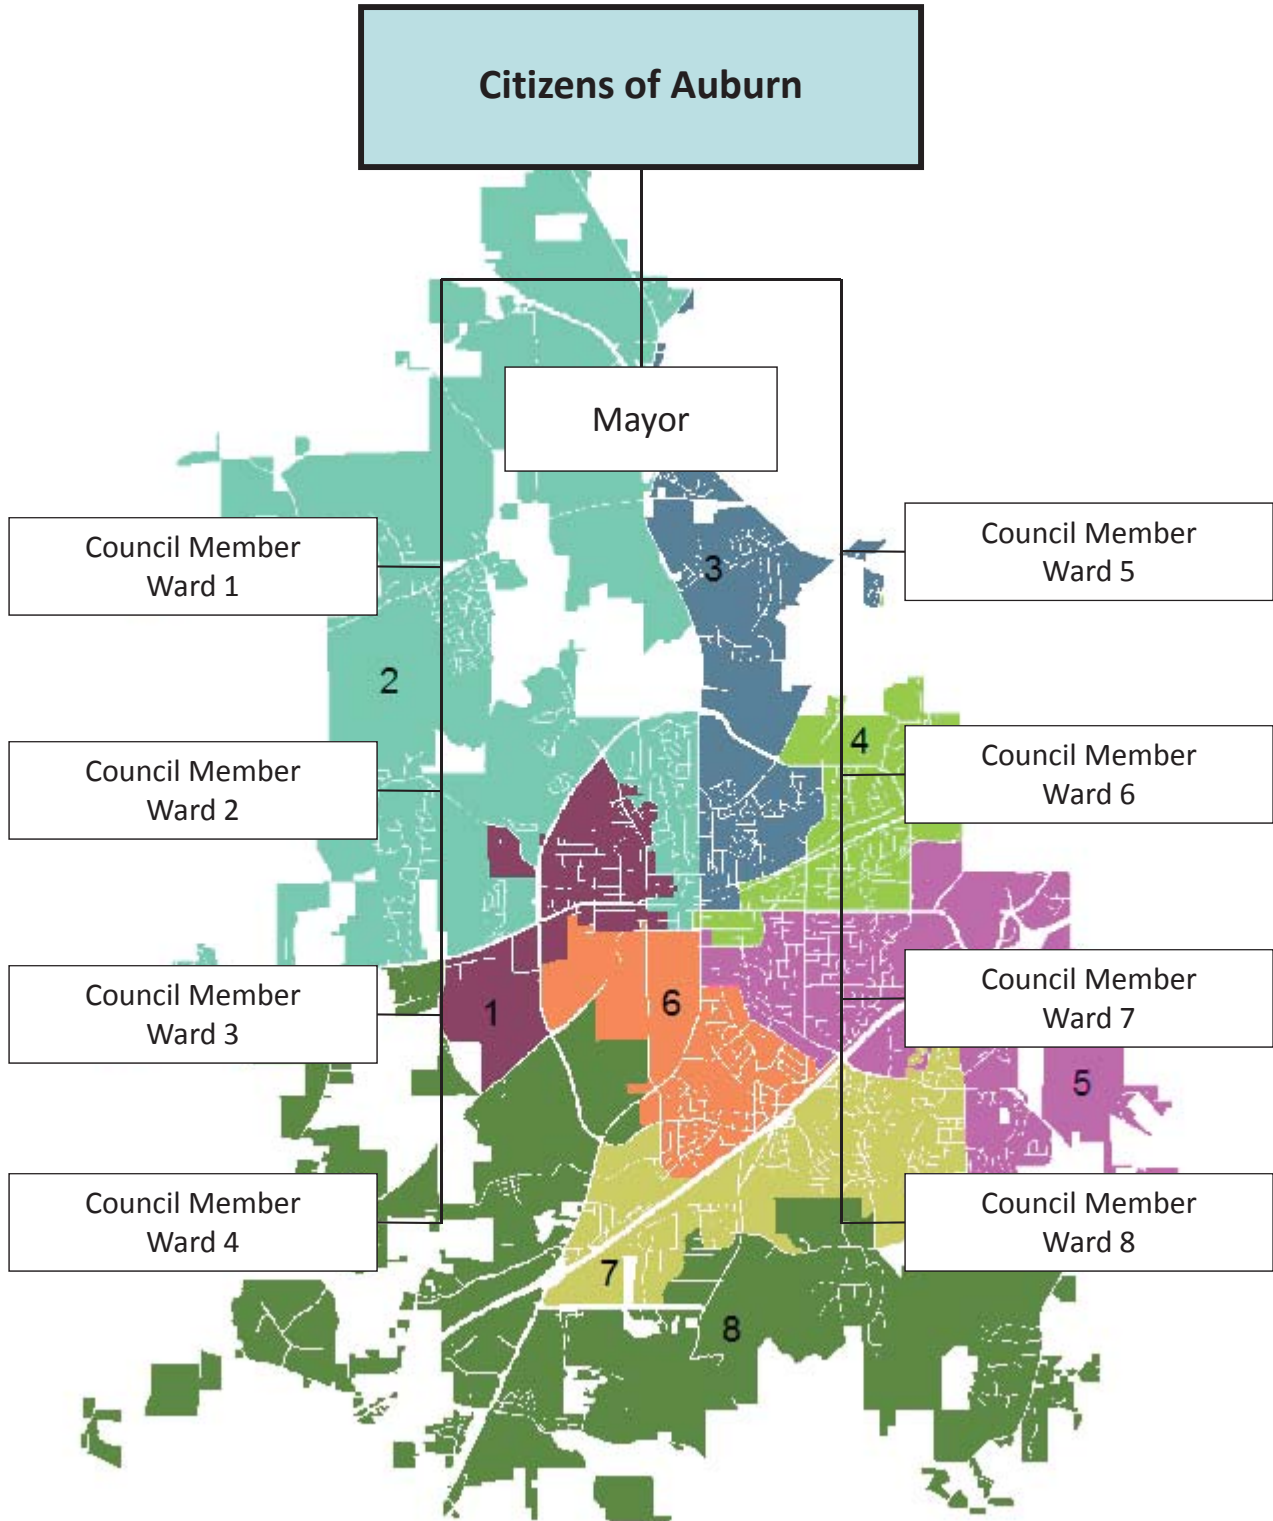 Citizens of Auburn
Mayor
Council Member
Ward 1
Council Member
Ward 5
3
2
Council Member
Ward 2
4
Council Member
Ward 6
Council Member
Ward 3
1
6
Council Member
Ward 7
5
Council Member
Ward 4
Council Member
Ward 8
7
8